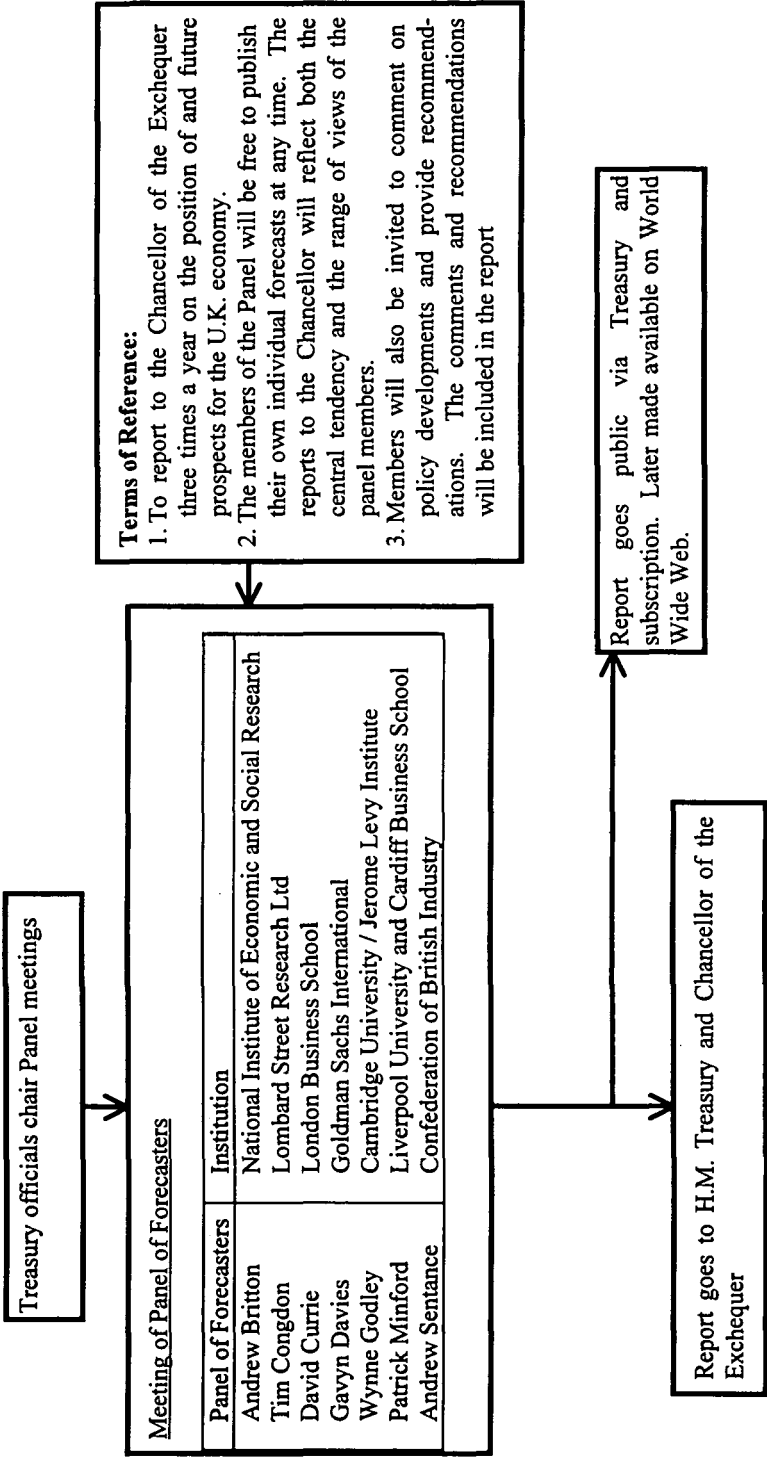 Treasury officials chair Panel meetings
Meeting of Panel of Forecasters
Panel of Forecasters Institution
Andrew Britton National Institute of Economic and Social Research
Tim Congdon Lombard Street Research Ltd
David Currie London Business School
Gavyn Davies Goldman Sachs International
Wynne Godley Cambridge University / Jerome Levy Institute
Patrick Minford Liverpool University and Cardiff Business School
Andrew Sentance Confederation of British Industry
Terms of Reference:
1. To report to the Chancellor of the Exchequer
three times a year on the position of and future
prospects for the U.K. economy.
2. The members of the Panel will be free to publish
their own individual forecasts at any time. The
reports to the Chancellor will reflect both the
central tendency and the range of views of the
panel members.
3. Members will also be invited to comment on
policy developments and provide recommend-
ations. The comments and recommendations
will be included in the report
Report goes public via Treasury and
subscription. Later made available on World
Wide Web.
Report goes to H.M. Treasury and Chancellor of the
Exchequer